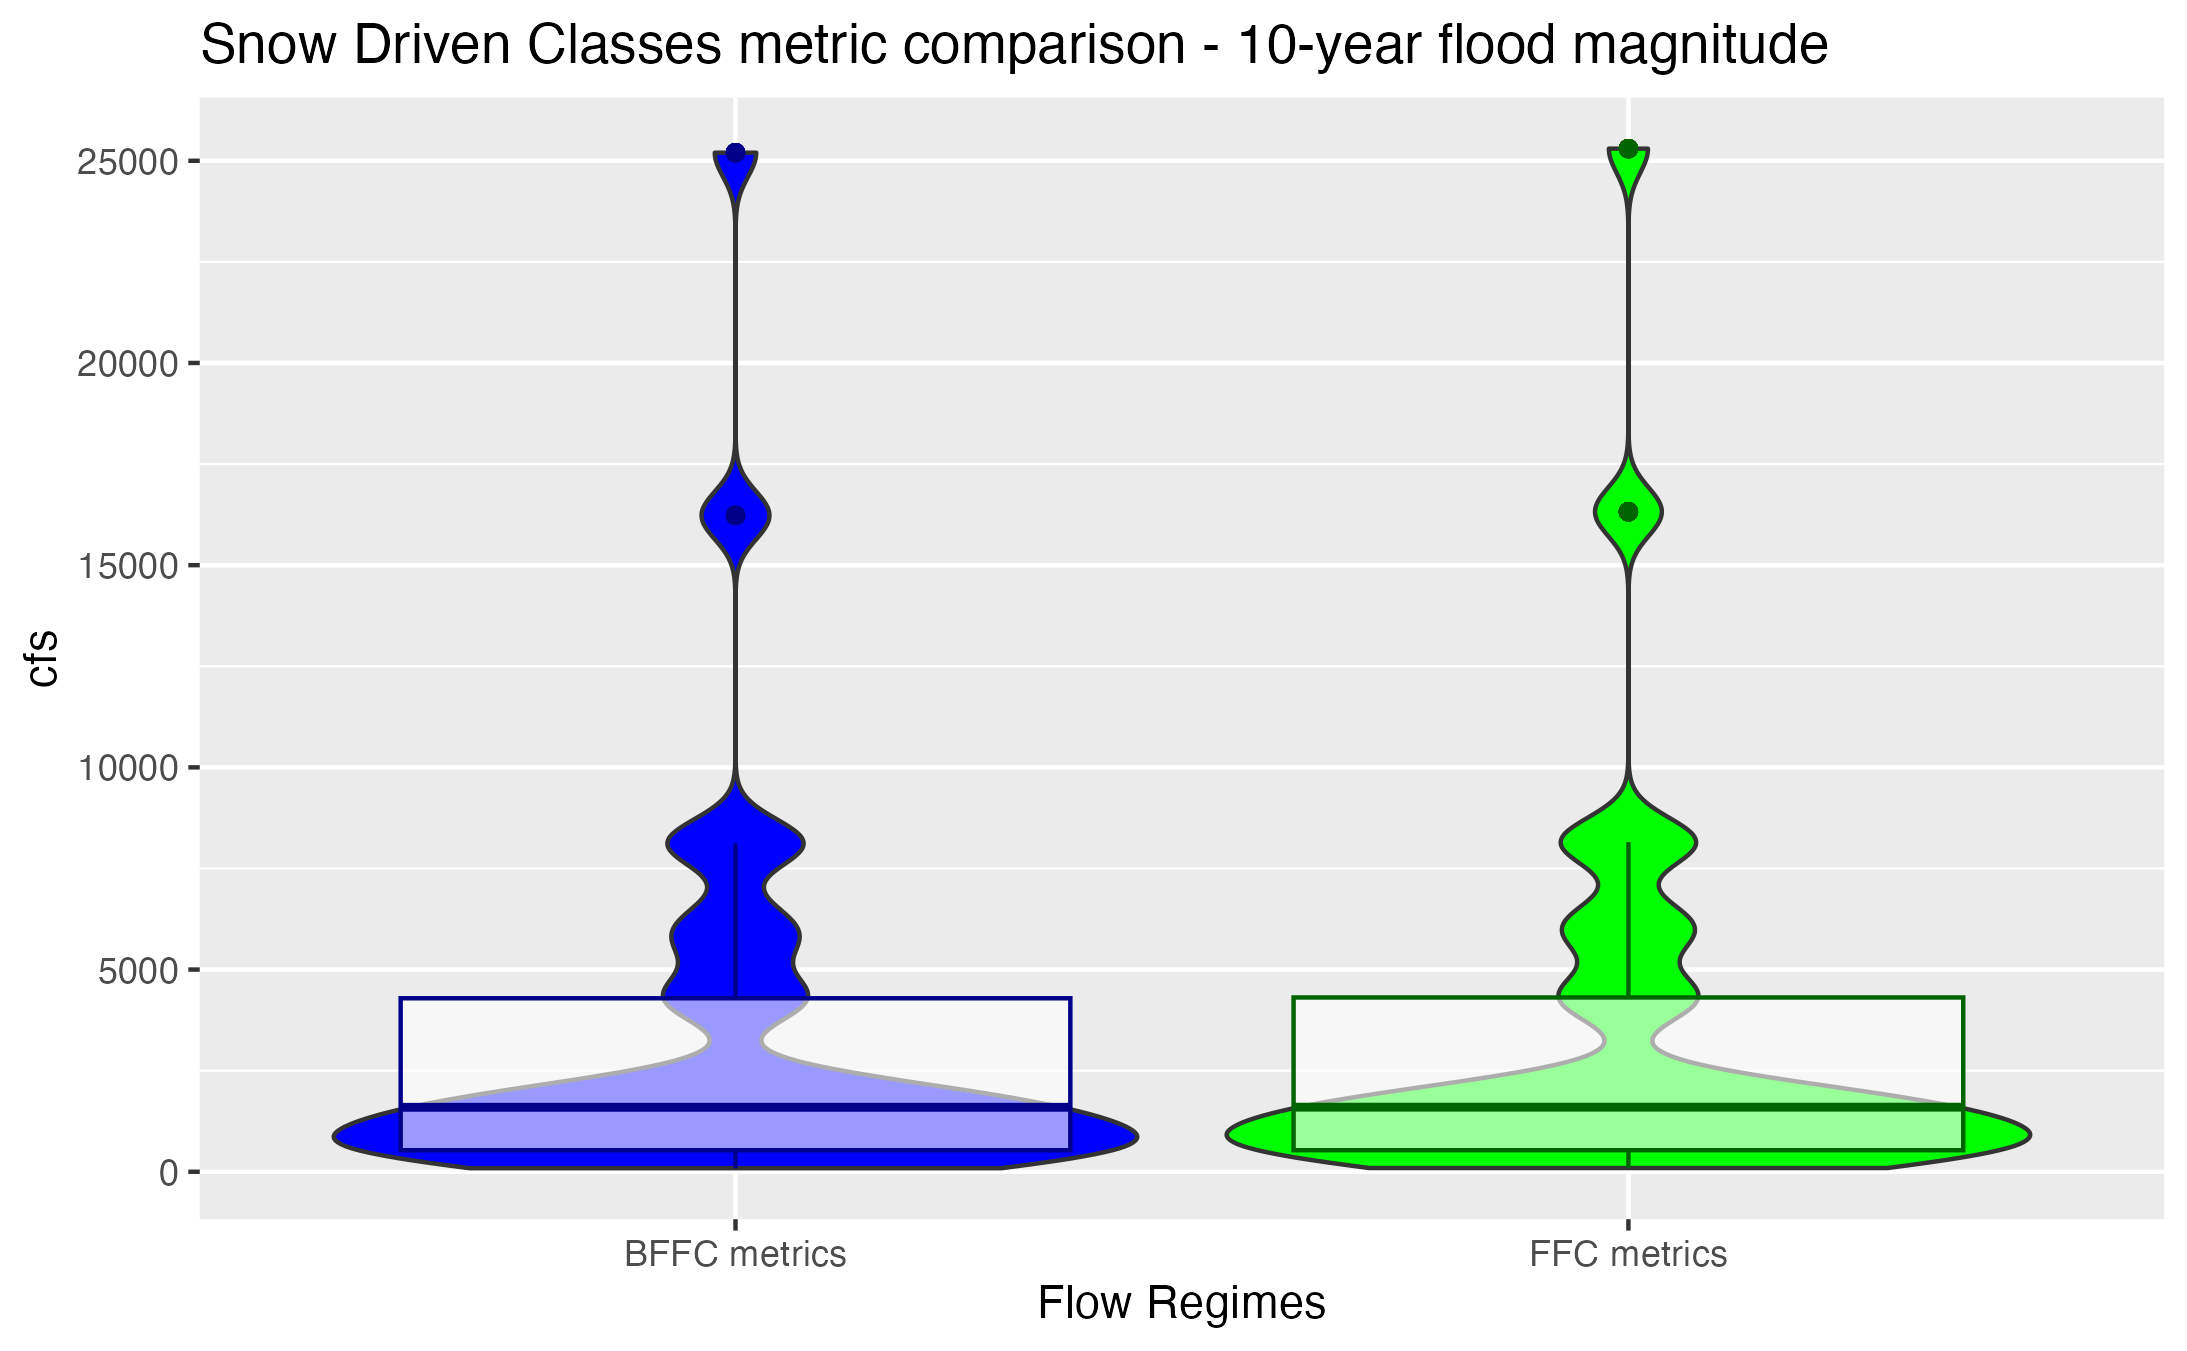 Snow Driven Classes metric comparison - 10-year flood magnitude
25000
20000
15000
10000
5000
0
cfs
BFFC metrics
FFC metrics
Flow Regimes